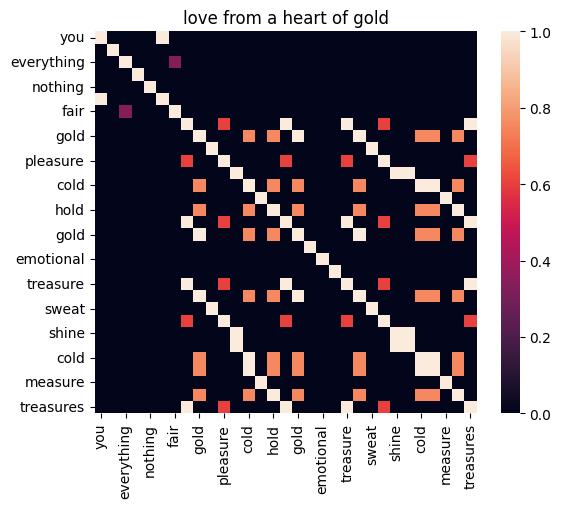 love from a heart of gold
you
everything
nothing
fair
gold
pleasure
cold
hold
gold
emotional
treasure
sweat
shine
cold
measure
treasures
1.0
0.8
0.6
0.4
0.2
0.0
you
everything
nothing
fair
gold
pleasure
cold
hold
gold
emotional
treasure
sweat
shine
cold
measure
treasures